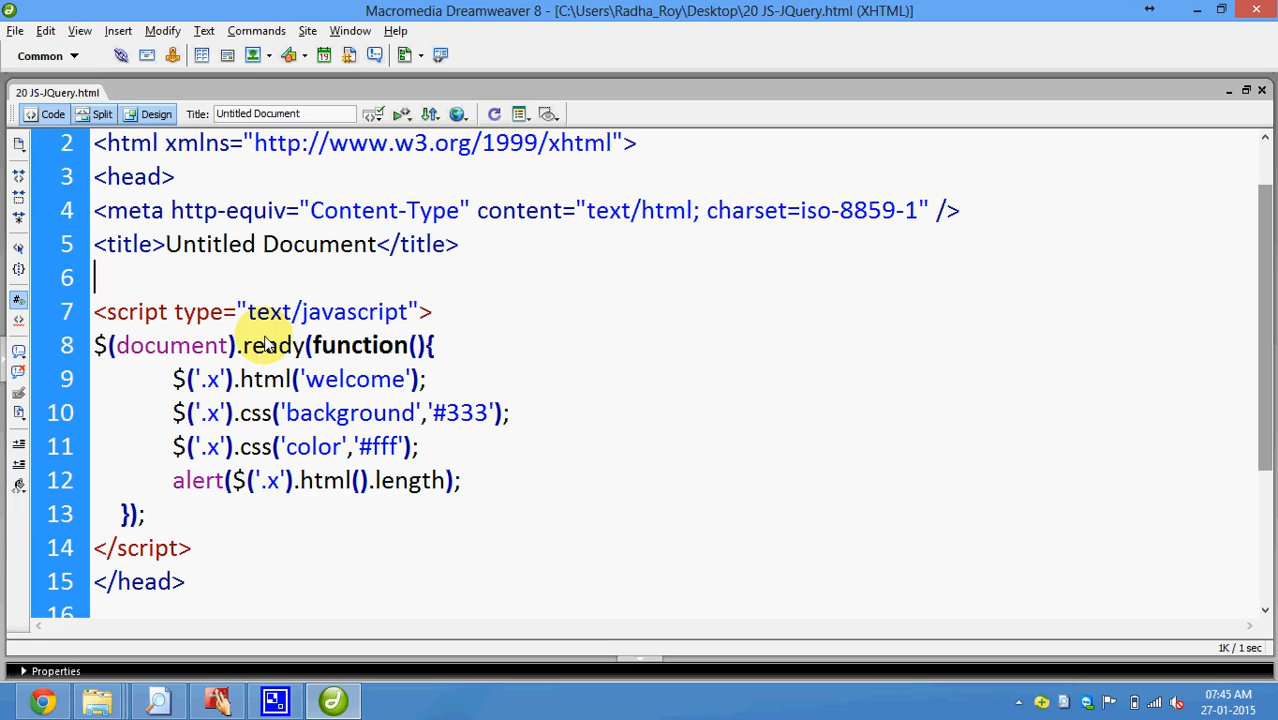 Macromedia Dreamweaver 8 - [C:\Users\Radha_Roy\Desktop\20 JS-JQuery.html (XHTML)]
File Edit View Insert Modify Text Commands Site Window Help
Common
20 JS-JQuery.html
Code Split Design Title: Untitled Document
2 <html xmlns="http://www.w3.org/1999/xhtml">
3 <head>
4 <meta http-equiv="Content-Type" content="text/html; charset=iso-8859-1" />
5 <title>Untitled Document</title>
6
7 <script type="text/javascript">
8 $(document).ready(function(){
9 $('.x').html('welcome');
10 $('.x').css('background','#333');
11 $('.x').css('color','#fff');
12 alert($('.x').html().length);
13 });
14 </script>
15 </head>
16
1K / 1 sec
Properties
07:45 AM
27-01-2015